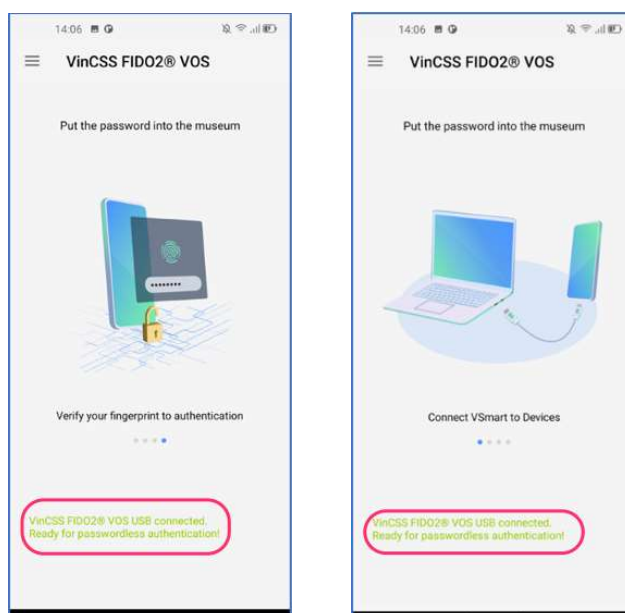 14:06
VinCSS FIDO2® VOS
Put the password into the museum
Verify your fingerprint to authentication
VinCSS FIDO2® VOS USB connected.
Ready for passwordless authentication!
14:06
VinCSS FIDO2® VOS
Put the password into the museum
Connect VSmart to Devices
VinCSS FIDO2® VOS USB connected.
Ready for passwordless authentication!